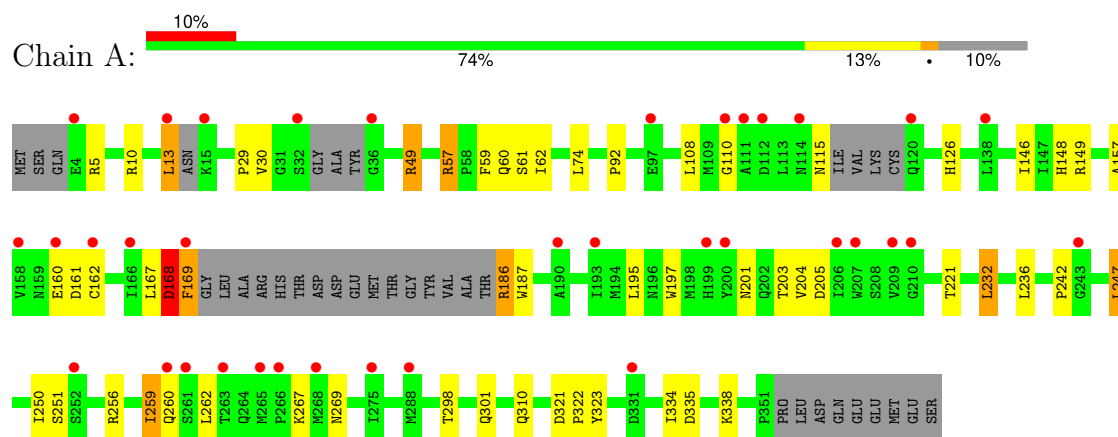 10%
Chain A:
74% 13% • 10%
MET SER GLN E4 R5 R10 L13 ASN K15 P29 V30 G31 S32 GLY ALA TYR G36 R49 R57 P58 F59 Q60 S61 I62 L74 P92 E97 L108 M109 G110 A111 D112 L113 N114 N115 ILE VAL LYS CYS Q120 H126 L138 I146 I147 H148 R149 A157
V158 N159 E160 D161 C162 I166 L167 D168 F169 GLY LEU ALA ARG HIS THR ASP ASP GLU MET THR GLY TYR VAL ALA THR R186 W187 A190 I193 M194 L195 N196 W197 M198 H199 Y200 N201 Q202 T203 V204 D205 I206 W207 S208 V209 G210 T221 L232 L236 P242 G243 L247
I250 S251 S252 R256 I259 Q260 S261 L262 T263 Q264 M265 P266 K267 M268 N269 I275 M288 T298 Q301 Q310 D321 P322 Y323 D331 I334 D335 K338 P351 PRO LEU ASP GLN GLU GLU MET GLU SER